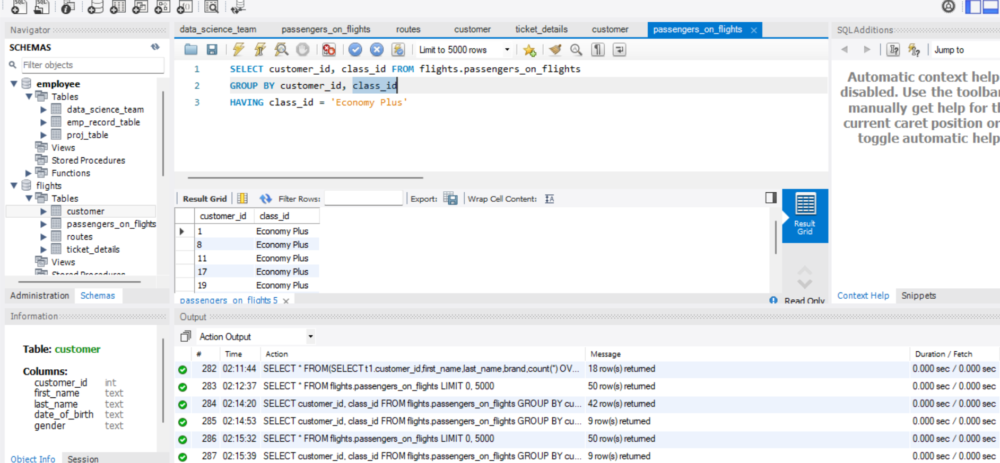 SQL SQL
Navigator
SCHEMAS
Filter objects
employee
Tables
data_science_team
emp_record_table
proj_table
Views
Stored Procedures
Functions
flights
Tables
customer
passengers_on_flights
routes
ticket_details
Views
Stored Procedures
Administration Schemas
Information
Table: customer
Columns:
customer_id int
first_name text
last_name text
date_of_birth text
gender text
Object Info Session
data_science_team passengers_on_flights routes customer ticket_details customer passengers_on_flights
Limit to 5000 rows
1 SELECT customer_id, class_id FROM flights.passengers_on_flights
2 GROUP BY customer_id, class_id
3 HAVING class_id = 'Economy Plus'
Result Grid Filter Rows: Export: Wrap Cell Content:
customer_id class_id
1 Economy Plus
8 Economy Plus
11 Economy Plus
17 Economy Plus
19 Economy Plus
Result
Grid
passengers_on_flights 5 Read Only
SQLAdditions
Jump to
Automatic context help
disabled. Use the toolbar
manually get help for th
current caret position or
toggle automatic help
Context Help Snippets
Output
Action Output
# Time Action Message Duration / Fetch
282 02:11:44 SELECT * FROM(SELECT t1.customer_id,first_name,last_name,brand,count(*) OV... 18 row(s) returned 0.000 sec / 0.000 sec
283 02:12:37 SELECT * FROM flights.passengers_on_flights LIMIT 0, 5000 50 row(s) returned 0.000 sec / 0.000 sec
284 02:14:20 SELECT customer_id, class_id FROM flights.passengers_on_flights GROUP BY cu... 42 row(s) returned 0.000 sec / 0.000 sec
285 02:14:53 SELECT customer_id, class_id FROM flights.passengers_on_flights GROUP BY cu... 9 row(s) returned 0.000 sec / 0.000 sec
286 02:15:32 SELECT * FROM flights.passengers_on_flights LIMIT 0, 5000 50 row(s) returned 0.000 sec / 0.000 sec
287 02:15:39 SELECT customer_id, class_id FROM flights.passengers_on_flights GROUP BY cu... 9 row(s) returned 0.000 sec / 0.000 sec